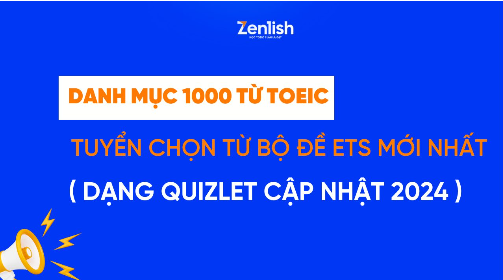 Zenlish
DANH MỤC 1000 TỪ TOEIC
TUYỂN CHỌN TỪ BỘ ĐỀ ETS MỚI NHẤT
( DẠNG QUIZLET CẬP NHẬT 2024 )